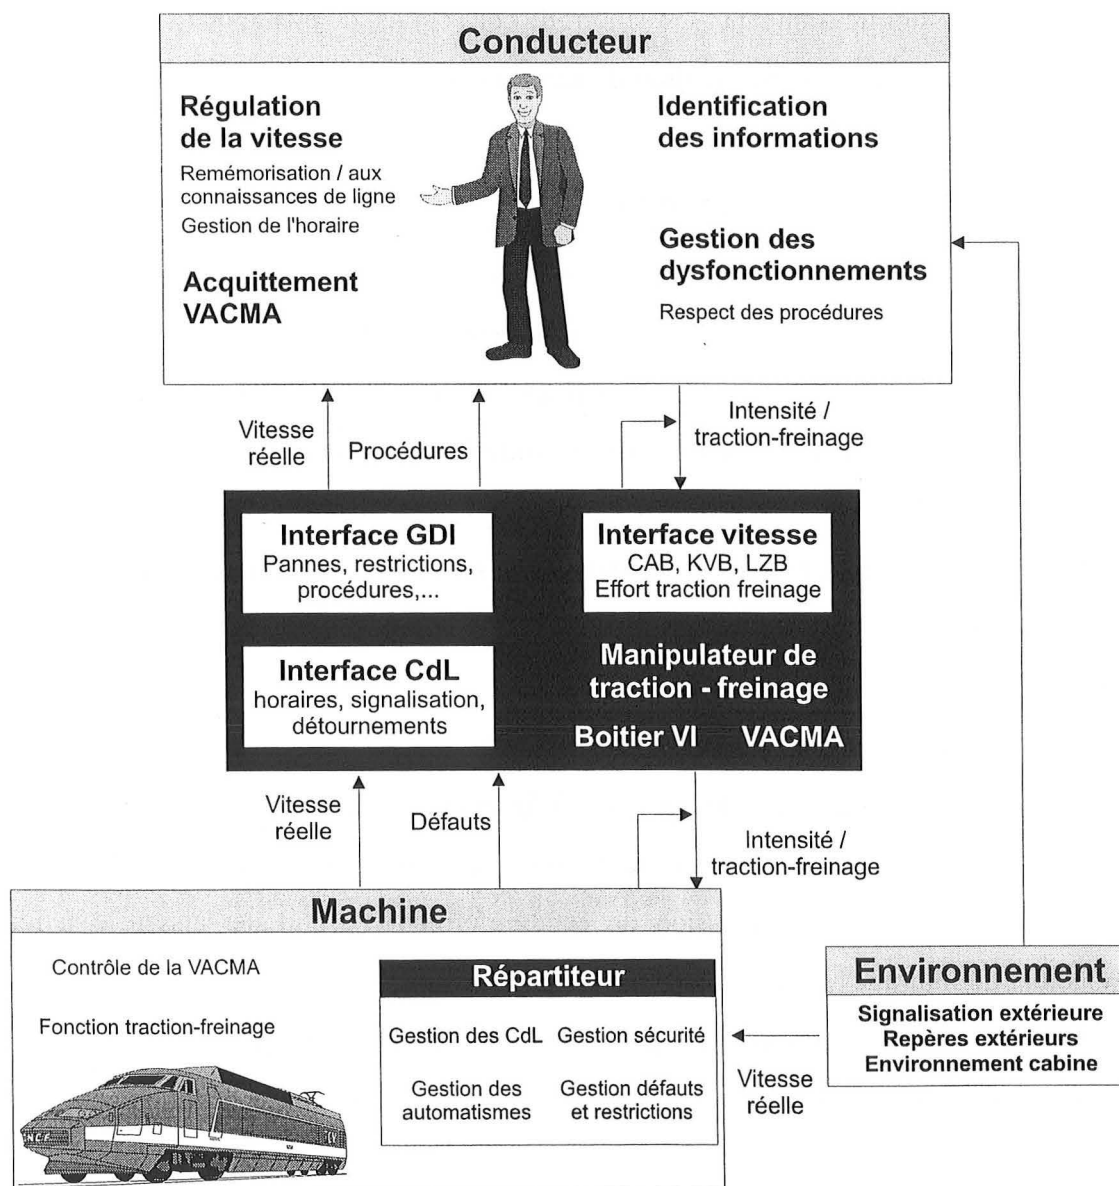 Conducteur
Régulation
de la vitesse
Remémorisation / aux
connaissances de ligne
Gestion de l'horaire
Acquittement
VACMA
Identification
des informations
Gestion des
dysfonctionnements
Respect des procédures
Vitesse
réelle
Procédures
Intensité /
traction-freinage
Interface GDI
Pannes, restrictions,
procédures,...
Interface vitesse
CAB, KVB, LZB
Effort traction freinage
Interface CdL
horaires, signalisation,
détournements
Manipulateur de
traction - freinage
Boitier VI VACMA
Vitesse
réelle
Défauts
Intensité /
traction-freinage
Machine
Contrôle de la VACMA
Fonction traction-freinage
Répartiteur
Gestion des CdL Gestion sécurité
Gestion des
automatismes
Gestion défauts
et restrictions
Vitesse
réelle
Environnement
Signalisation extérieure
Repères extérieurs
Environnement cabine